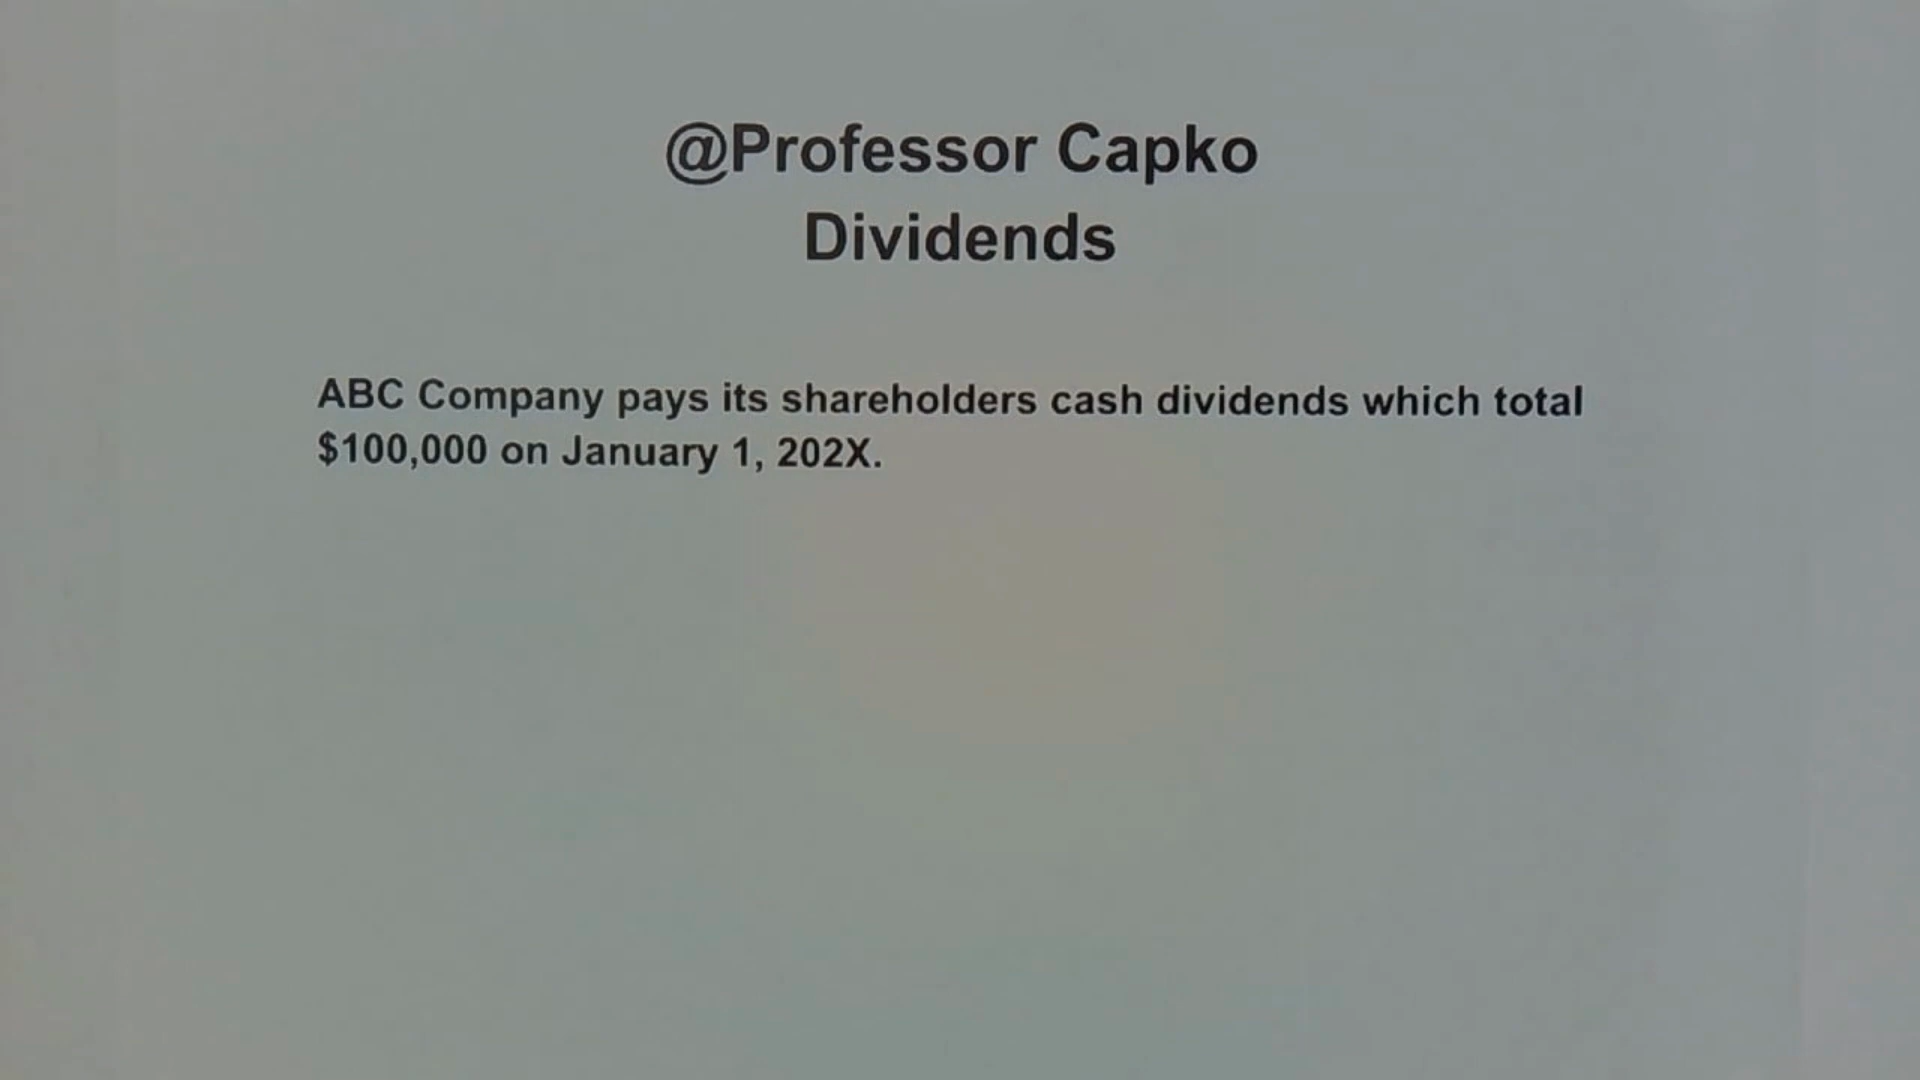 @Professor Capko
Dividends
ABC Company pays its shareholders cash dividends which total
$100,000 on January 1, 202X.